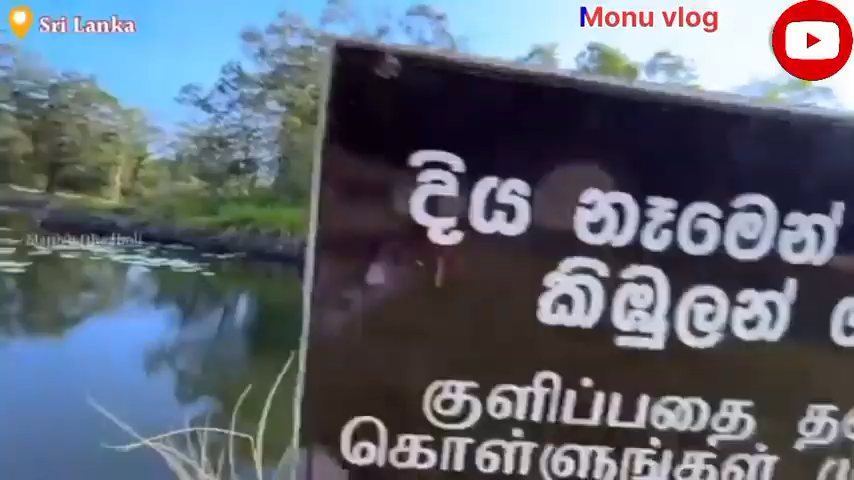 Sri Lanka
Monu vlog
දිය නෑමෙන්
කිඹුලන්
குளிப்பதை
கொள்ளுங்கள்